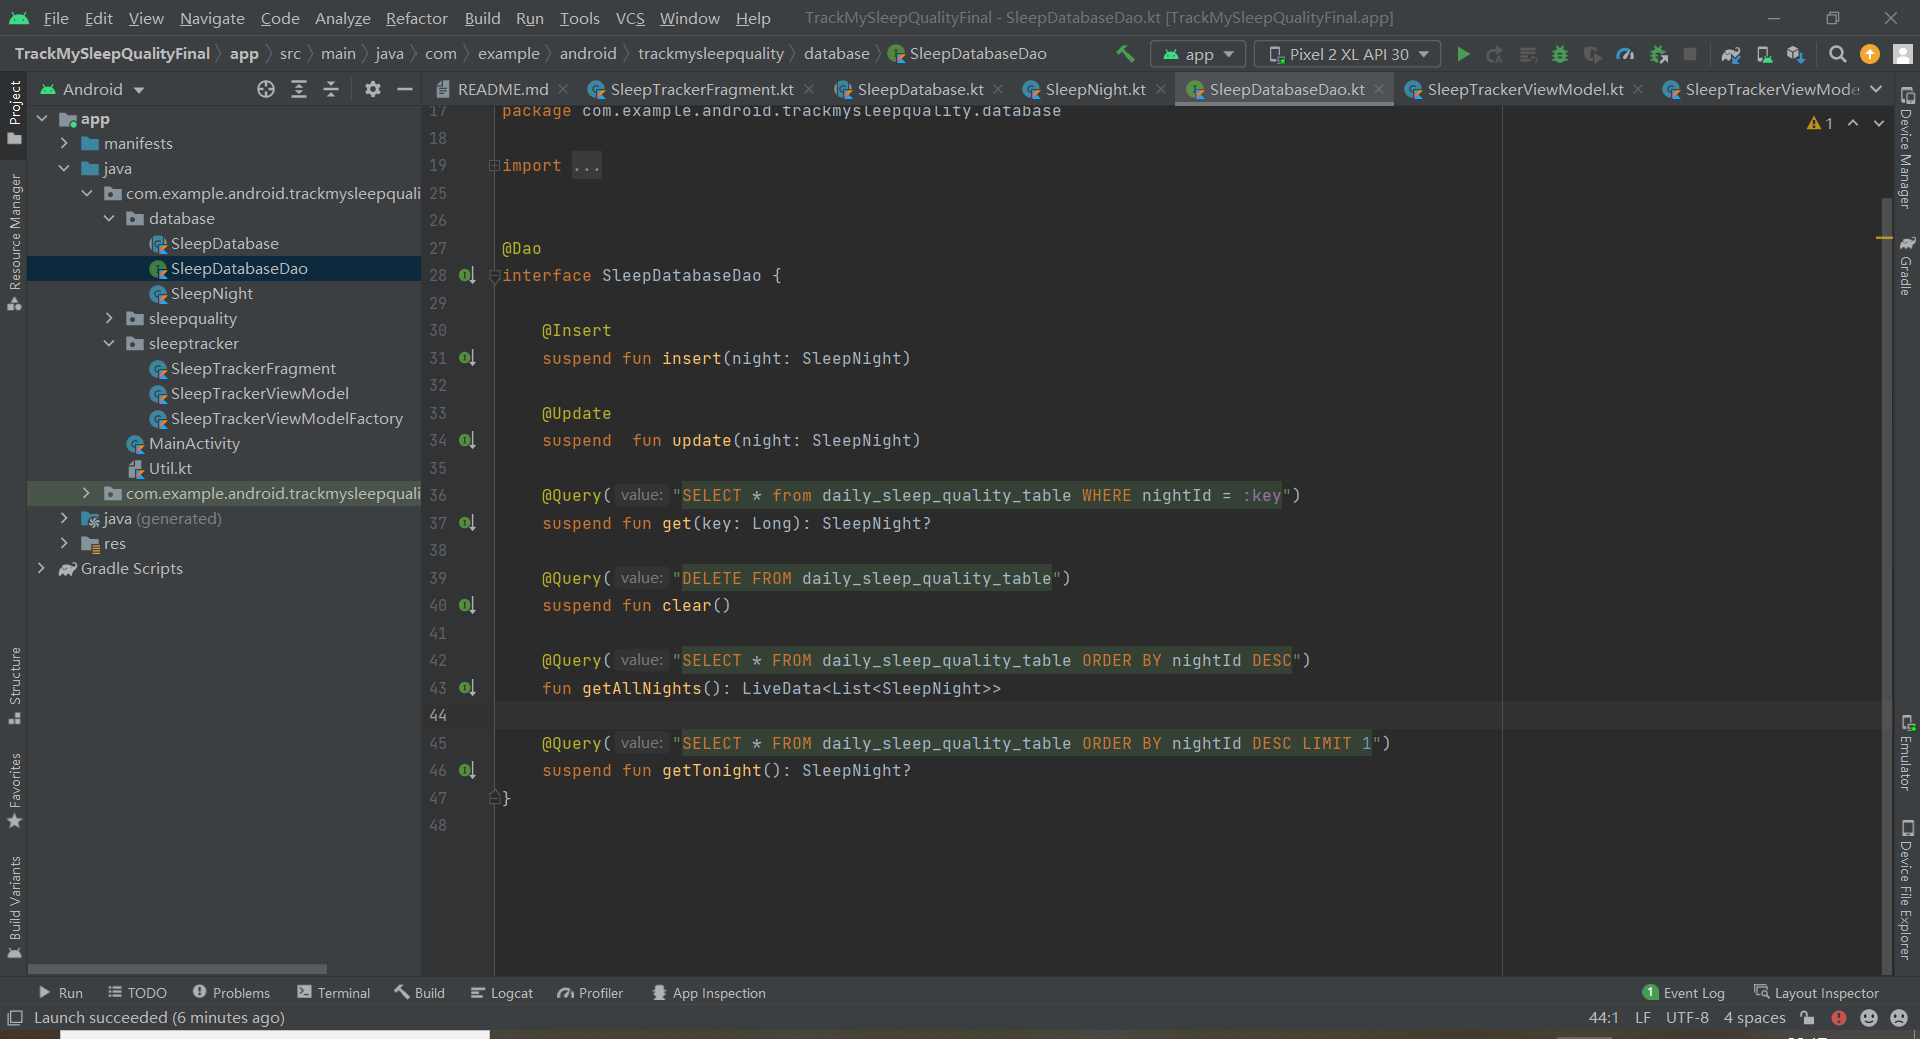 File Edit View Navigate Code Analyze Refactor Build Run Tools VCS Window Help TrackMySleepQualityFinal - SleepDatabaseDao.kt [TrackMySleepQualityFinal.app]
TrackMySleepQualityFinal app src main java com example android trackmysleepquality database SleepDatabaseDao app Pixel 2 XL API 30
Android README.md SleepTrackerFragment.kt SleepDatabase.kt SleepNight.kt SleepDatabaseDao.kt SleepTrackerViewModel.kt SleepTrackerViewMode
Project
Resource Manager
Structure
Favorites
Build Variants
app
manifests
java
com.example.android.trackmysleepquali
database
SleepDatabase
SleepDatabaseDao
SleepNight
sleepquality
sleeptracker
SleepTrackerFragment
SleepTrackerViewModel
SleepTrackerViewModelFactory
MainActivity
Util.kt
com.example.android.trackmysleepquali
java (generated)
res
Gradle Scripts
17 package com.example.android.trackmysleepquality.database
18
19 import ...
25
26
27 @Dao
28 interface SleepDatabaseDao {
29
30 @Insert
31 suspend fun insert(night: SleepNight)
32
33 @Update
34 suspend  fun update(night: SleepNight)
35
36 @Query( value: "SELECT * from daily_sleep_quality_table WHERE nightId = :key")
37 suspend fun get(key: Long): SleepNight?
38
39 @Query( value: "DELETE FROM daily_sleep_quality_table")
40 suspend fun clear()
41
42 @Query( value: "SELECT * FROM daily_sleep_quality_table ORDER BY nightId DESC")
43 fun getAllNights(): LiveData<List<SleepNight>>
44
45 @Query( value: "SELECT * FROM daily_sleep_quality_table ORDER BY nightId DESC LIMIT 1")
46 suspend fun getTonight(): SleepNight?
47 }
48
1
Device Manager
Gradle
Emulator
Device File Explorer
Run TODO Problems Terminal Build Logcat Profiler App Inspection 1 Event Log Layout Inspector
Launch succeeded (6 minutes ago) 44:1 LF UTF-8 4 spaces